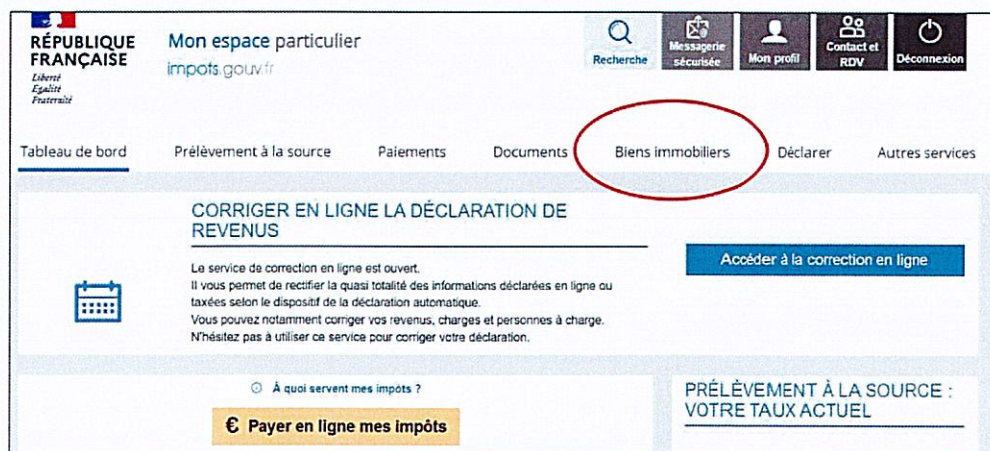 RÉPUBLIQUE
FRANÇAISE
Liberté
Égalité
Fraternité
Mon espace particulier
impots.gouv.fr
Recherche
Messagerie
sécurisée
Mon profil
Contact et
RDV
Déconnexion
Tableau de bord
Prélèvement à la source
Paiements
Documents
Biens immobiliers
Déclarer
Autres services
CORRIGER EN LIGNE LA DÉCLARATION DE
REVENUS
Le service de correction en ligne est ouvert.
Il vous permet de rectifier la quasi totalité des informations déclarées en ligne ou
taxées selon le dispositif de la déclaration automatique.
Vous pouvez notamment corriger vos revenus, charges et personnes à charge.
N'hésitez pas à utiliser ce service pour corriger votre déclaration.
Accéder à la correction en ligne
À quoi servent mes impôts ?
€ Payer en ligne mes impôts
PRÉLÈVEMENT À LA SOURCE :
VOTRE TAUX ACTUEL